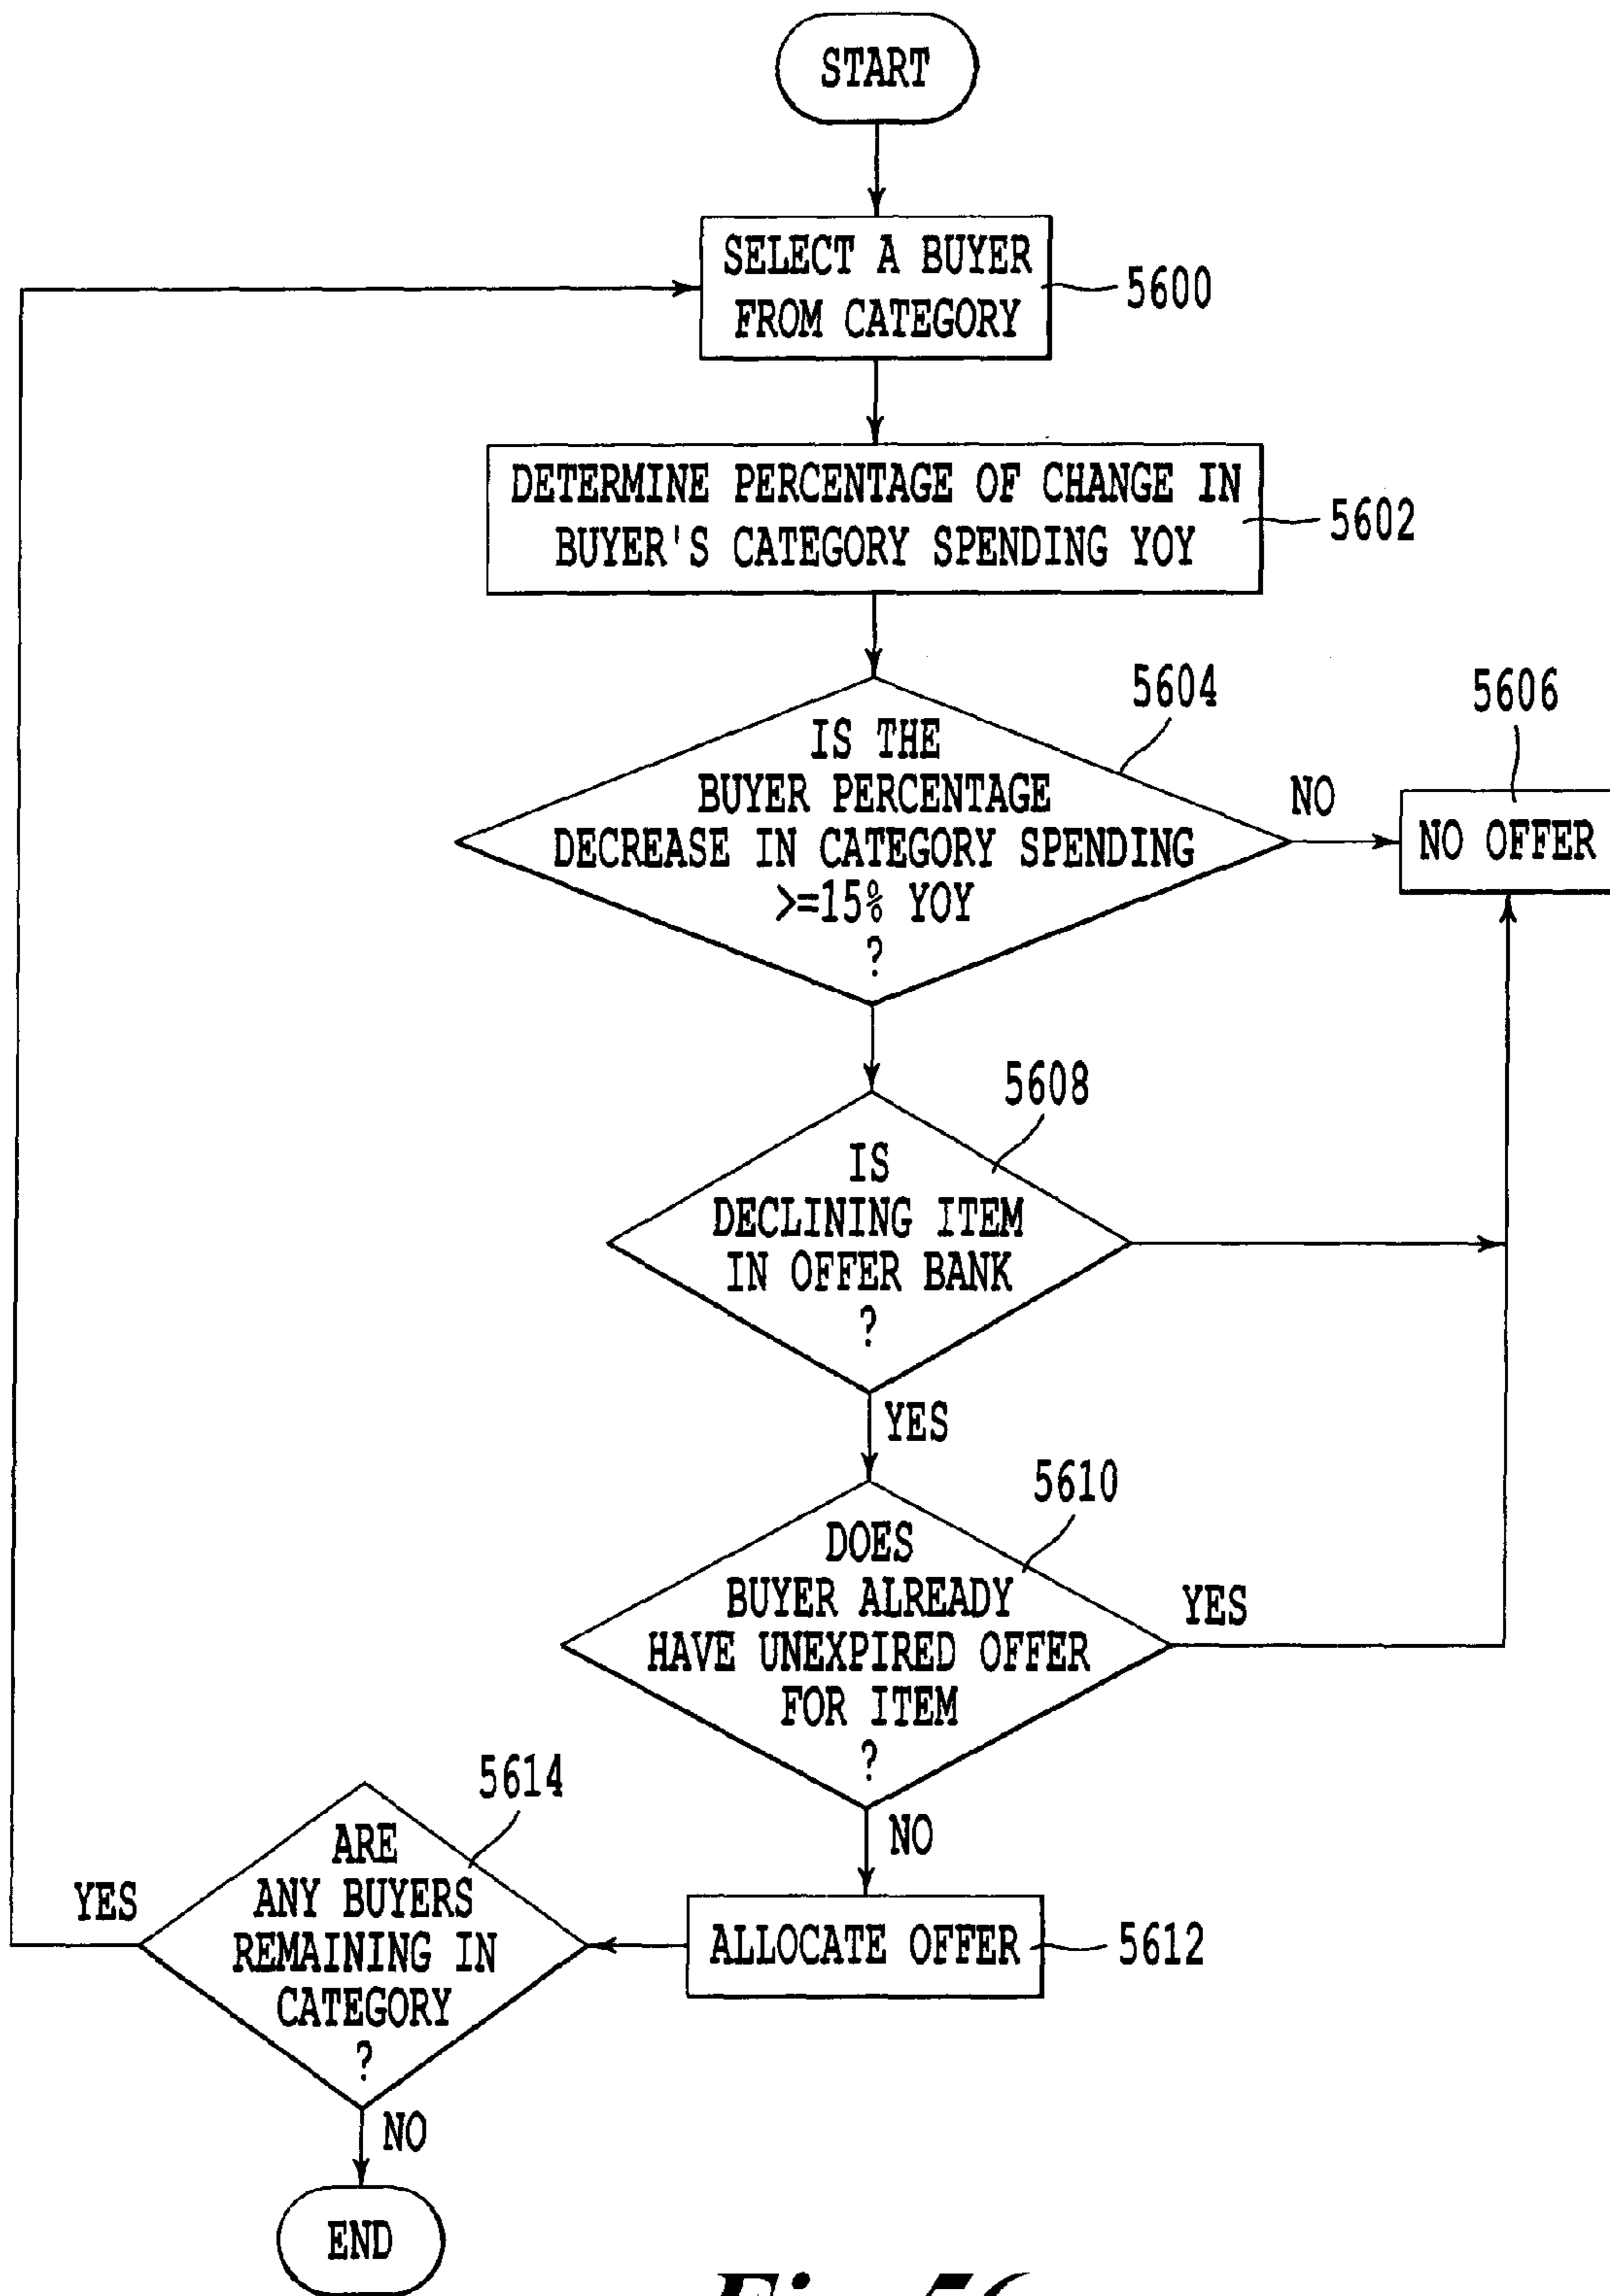 START
SELECT A BUYER
FROM CATEGORY
5600
DETERMINE PERCENTAGE OF CHANGE IN
BUYER'S CATEGORY SPENDING YOY
5602
5604
IS THE
BUYER PERCENTAGE
DECREASE IN CATEGORY SPENDING
>=15% YOY
?
NO
5606
NO OFFER
5608
IS
DECLINING ITEM
IN OFFER BANK
?
YES
5610
DOES
BUYER ALREADY
HAVE UNEXPIRED OFFER
FOR ITEM
?
YES
NO
5614
ARE
ANY BUYERS
REMAINING IN
CATEGORY
?
YES
ALLOCATE OFFER
5612
NO
END